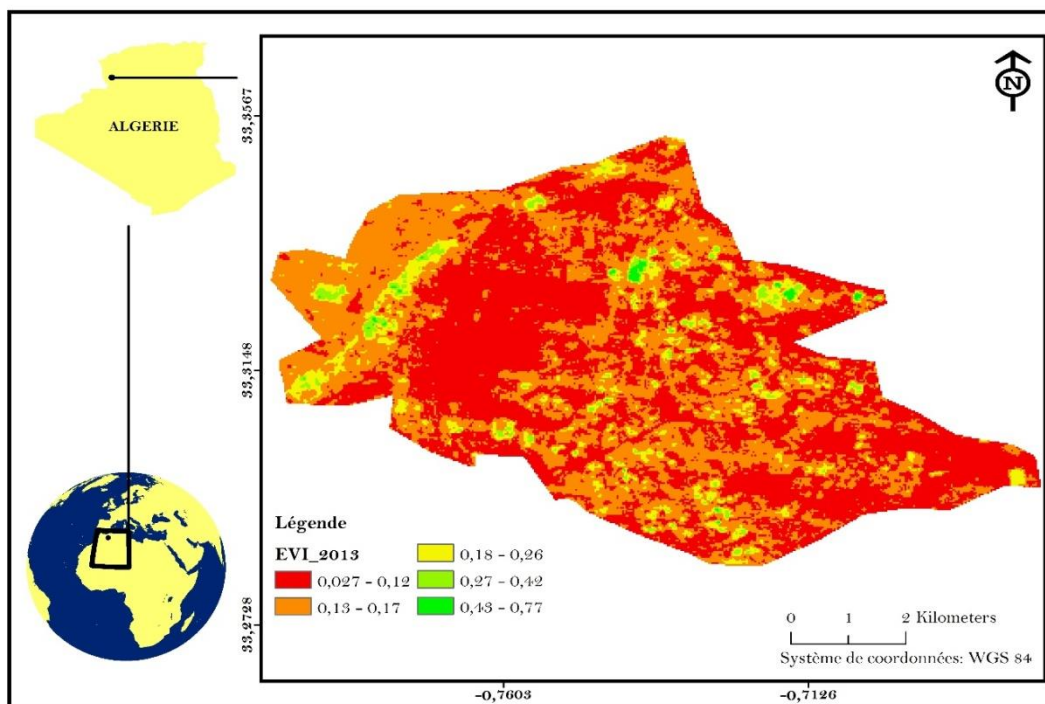 ALGERIE
33,3567
33,3148
33,2728
N
Légende
EVI_2013
0,027 - 0,12
0,13 - 0,17
0,18 - 0,26
0,27 - 0,42
0,43 - 0,77
0 1 2 Kilometers
Système de coordonnées: WGS 84
-0,7603
-0,7126